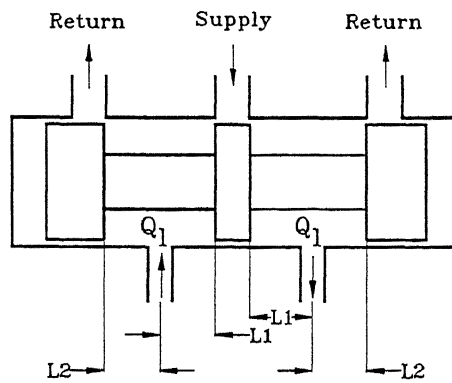 Return Supply Return
Q1 Q1
L1
L1
L2 L2